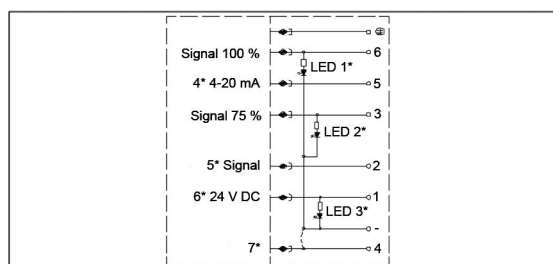 Signal 100 %
6
LED 1*
4* 4-20 mA
5
Signal 75 %
3
LED 2*
5* Signal
2
6* 24 V DC
1
LED 3*
-
7*
4